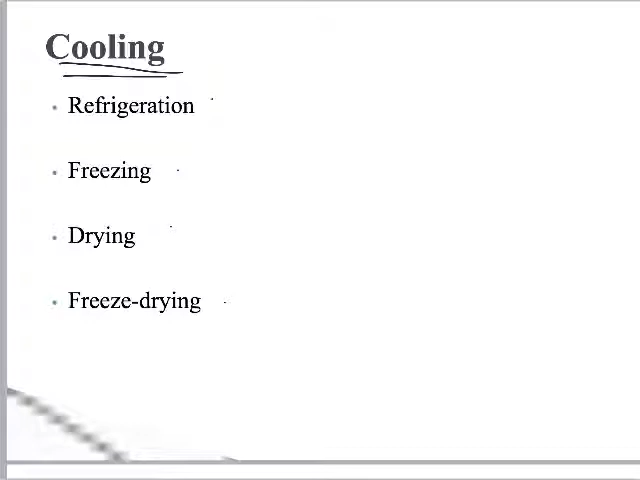 Cooling
Refrigeration
Freezing
Drying
Freeze-drying